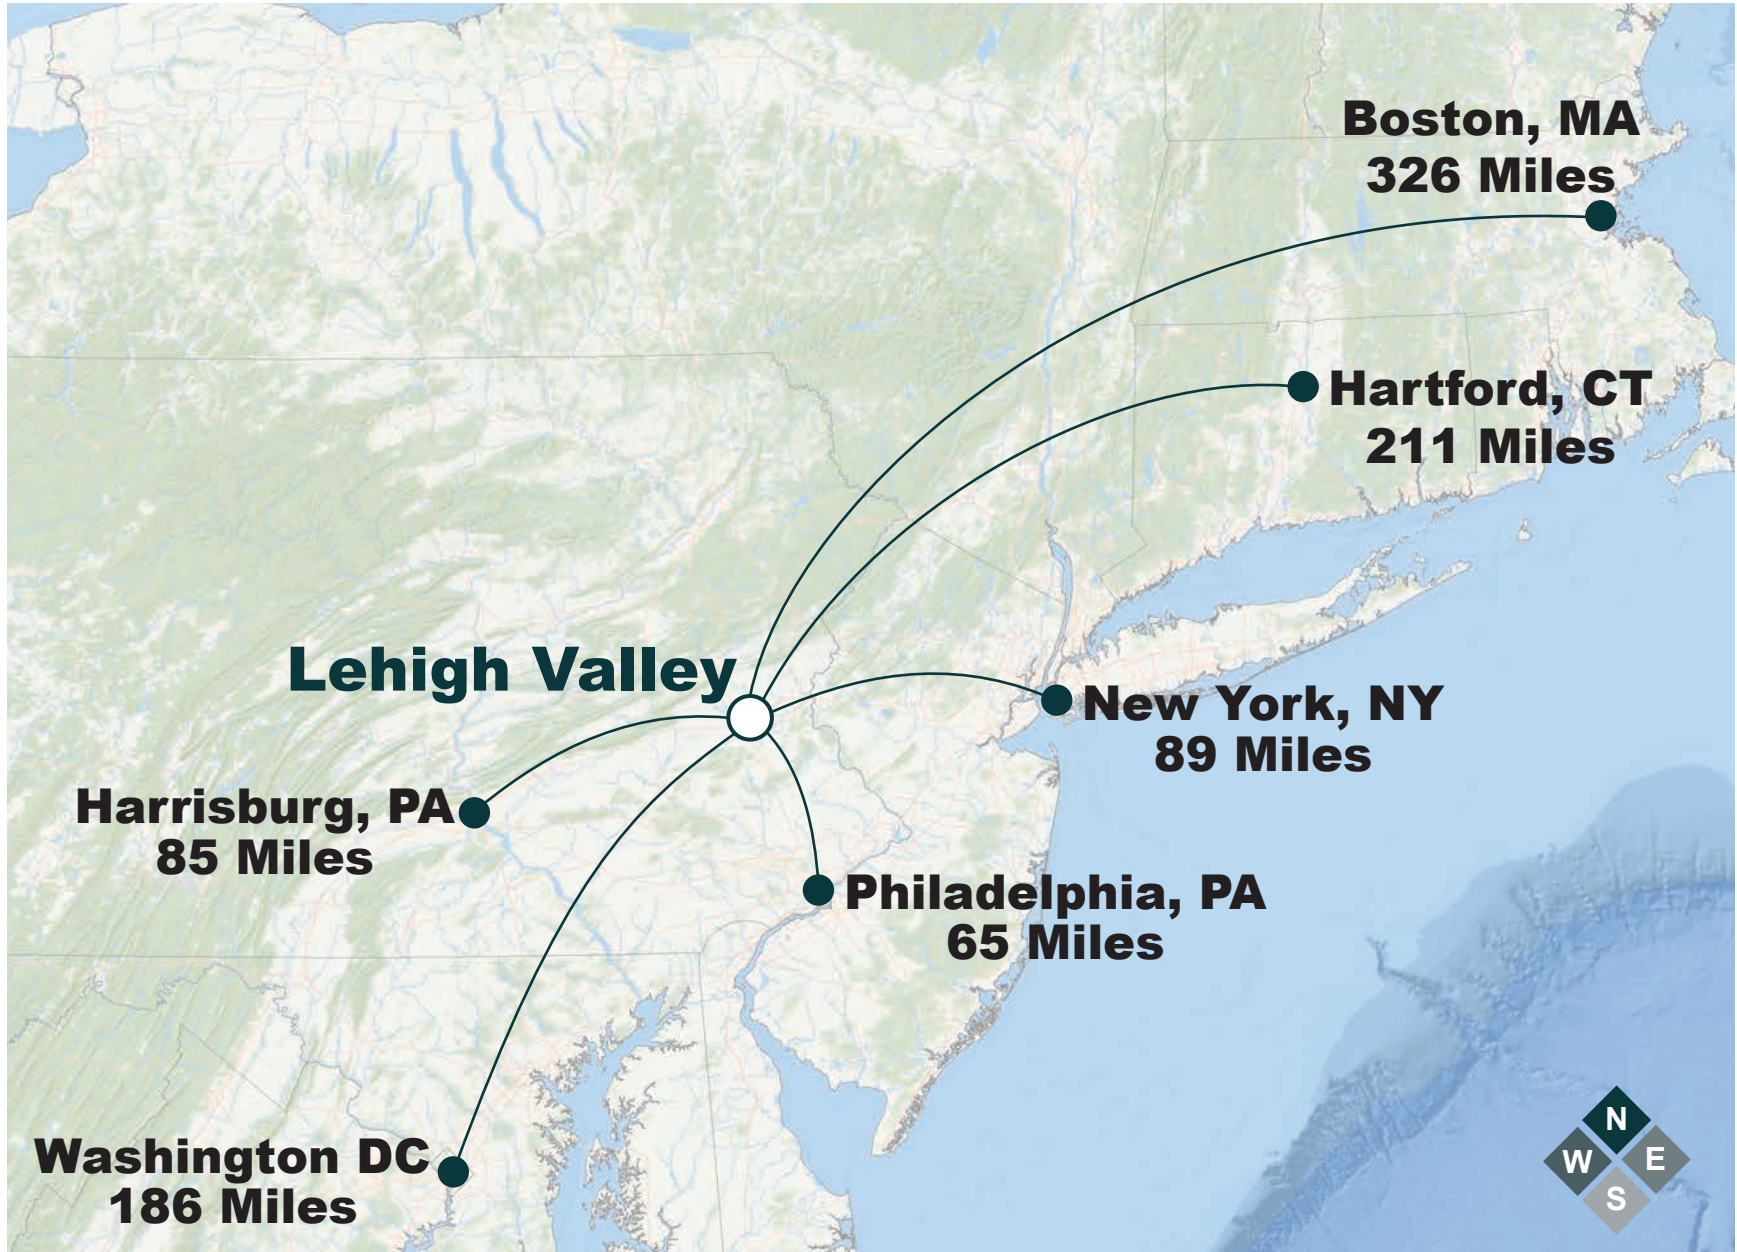 Boston, MA
326 Miles
Hartford, CT
211 Miles
Lehigh Valley
New York, NY
89 Miles
Harrisburg, PA
85 Miles
Philadelphia, PA
65 Miles
Washington DC
186 Miles
N
W E
S